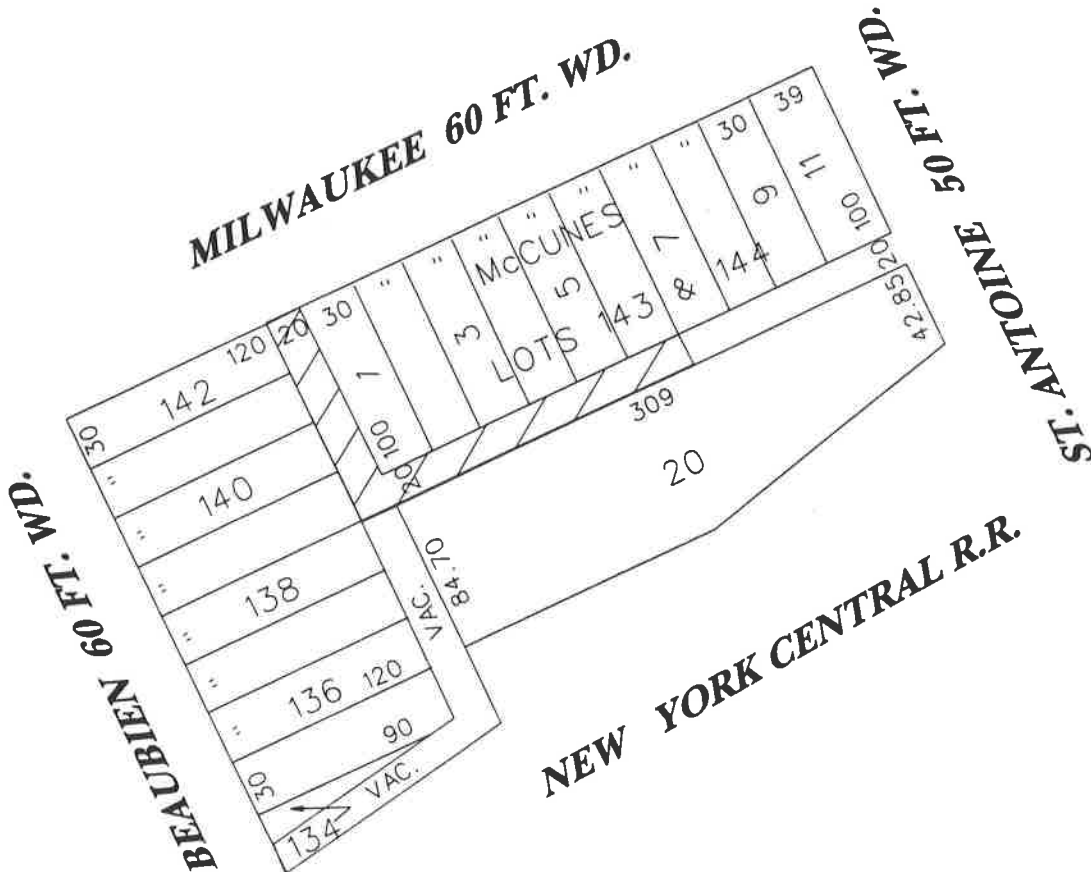 MILWAUKEE 60 FT. WD.
ST. ANTOINE 50 FT. WD.
BEAUBIEN 60 FT. WD.
NEW YORK CENTRAL R.R.
30 " " " " " " " 30 39
1 3 5 7 9 11
McCUNES
LOTS 143 & 144
100 100
20 20
120 20
142
30
"
140
"
"
138
"
"
136 120
"
90
30
VAC.
134
VAC.
84.70
20
309
20
42.85